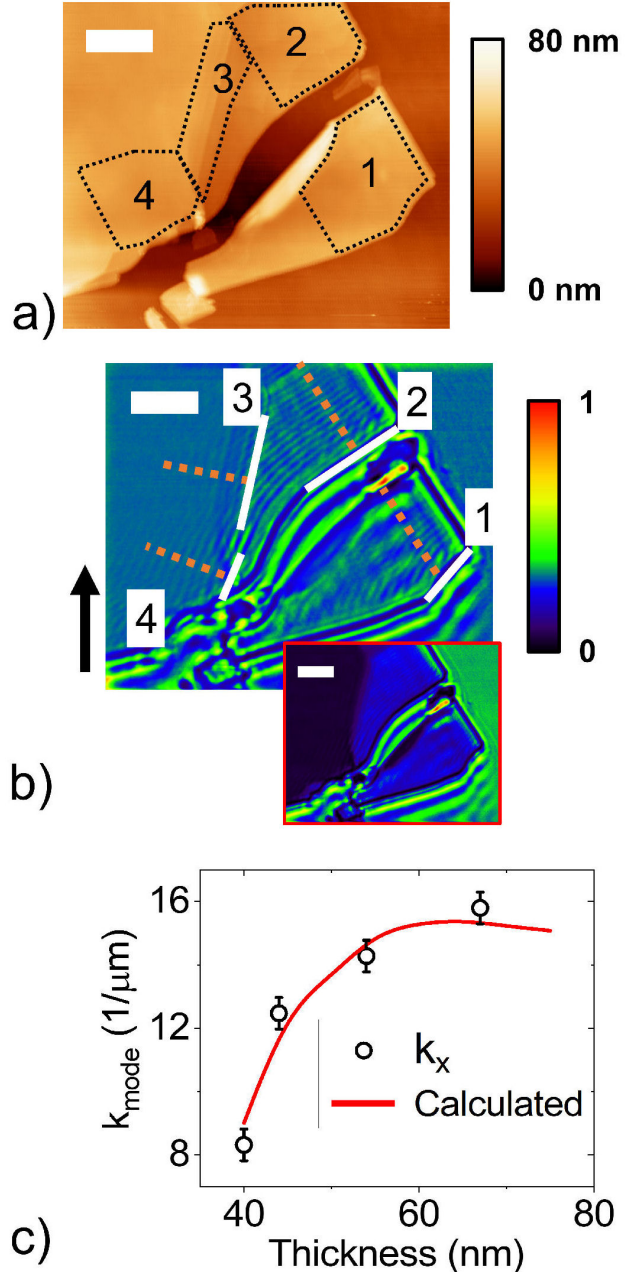 2
3
4
1
80 nm
0 nm
a)
3
2
1
4
1
0
b)
16
12
8
k_mode (1/μm)
k_x
Calculated
40
60
80
Thickness (nm)
c)